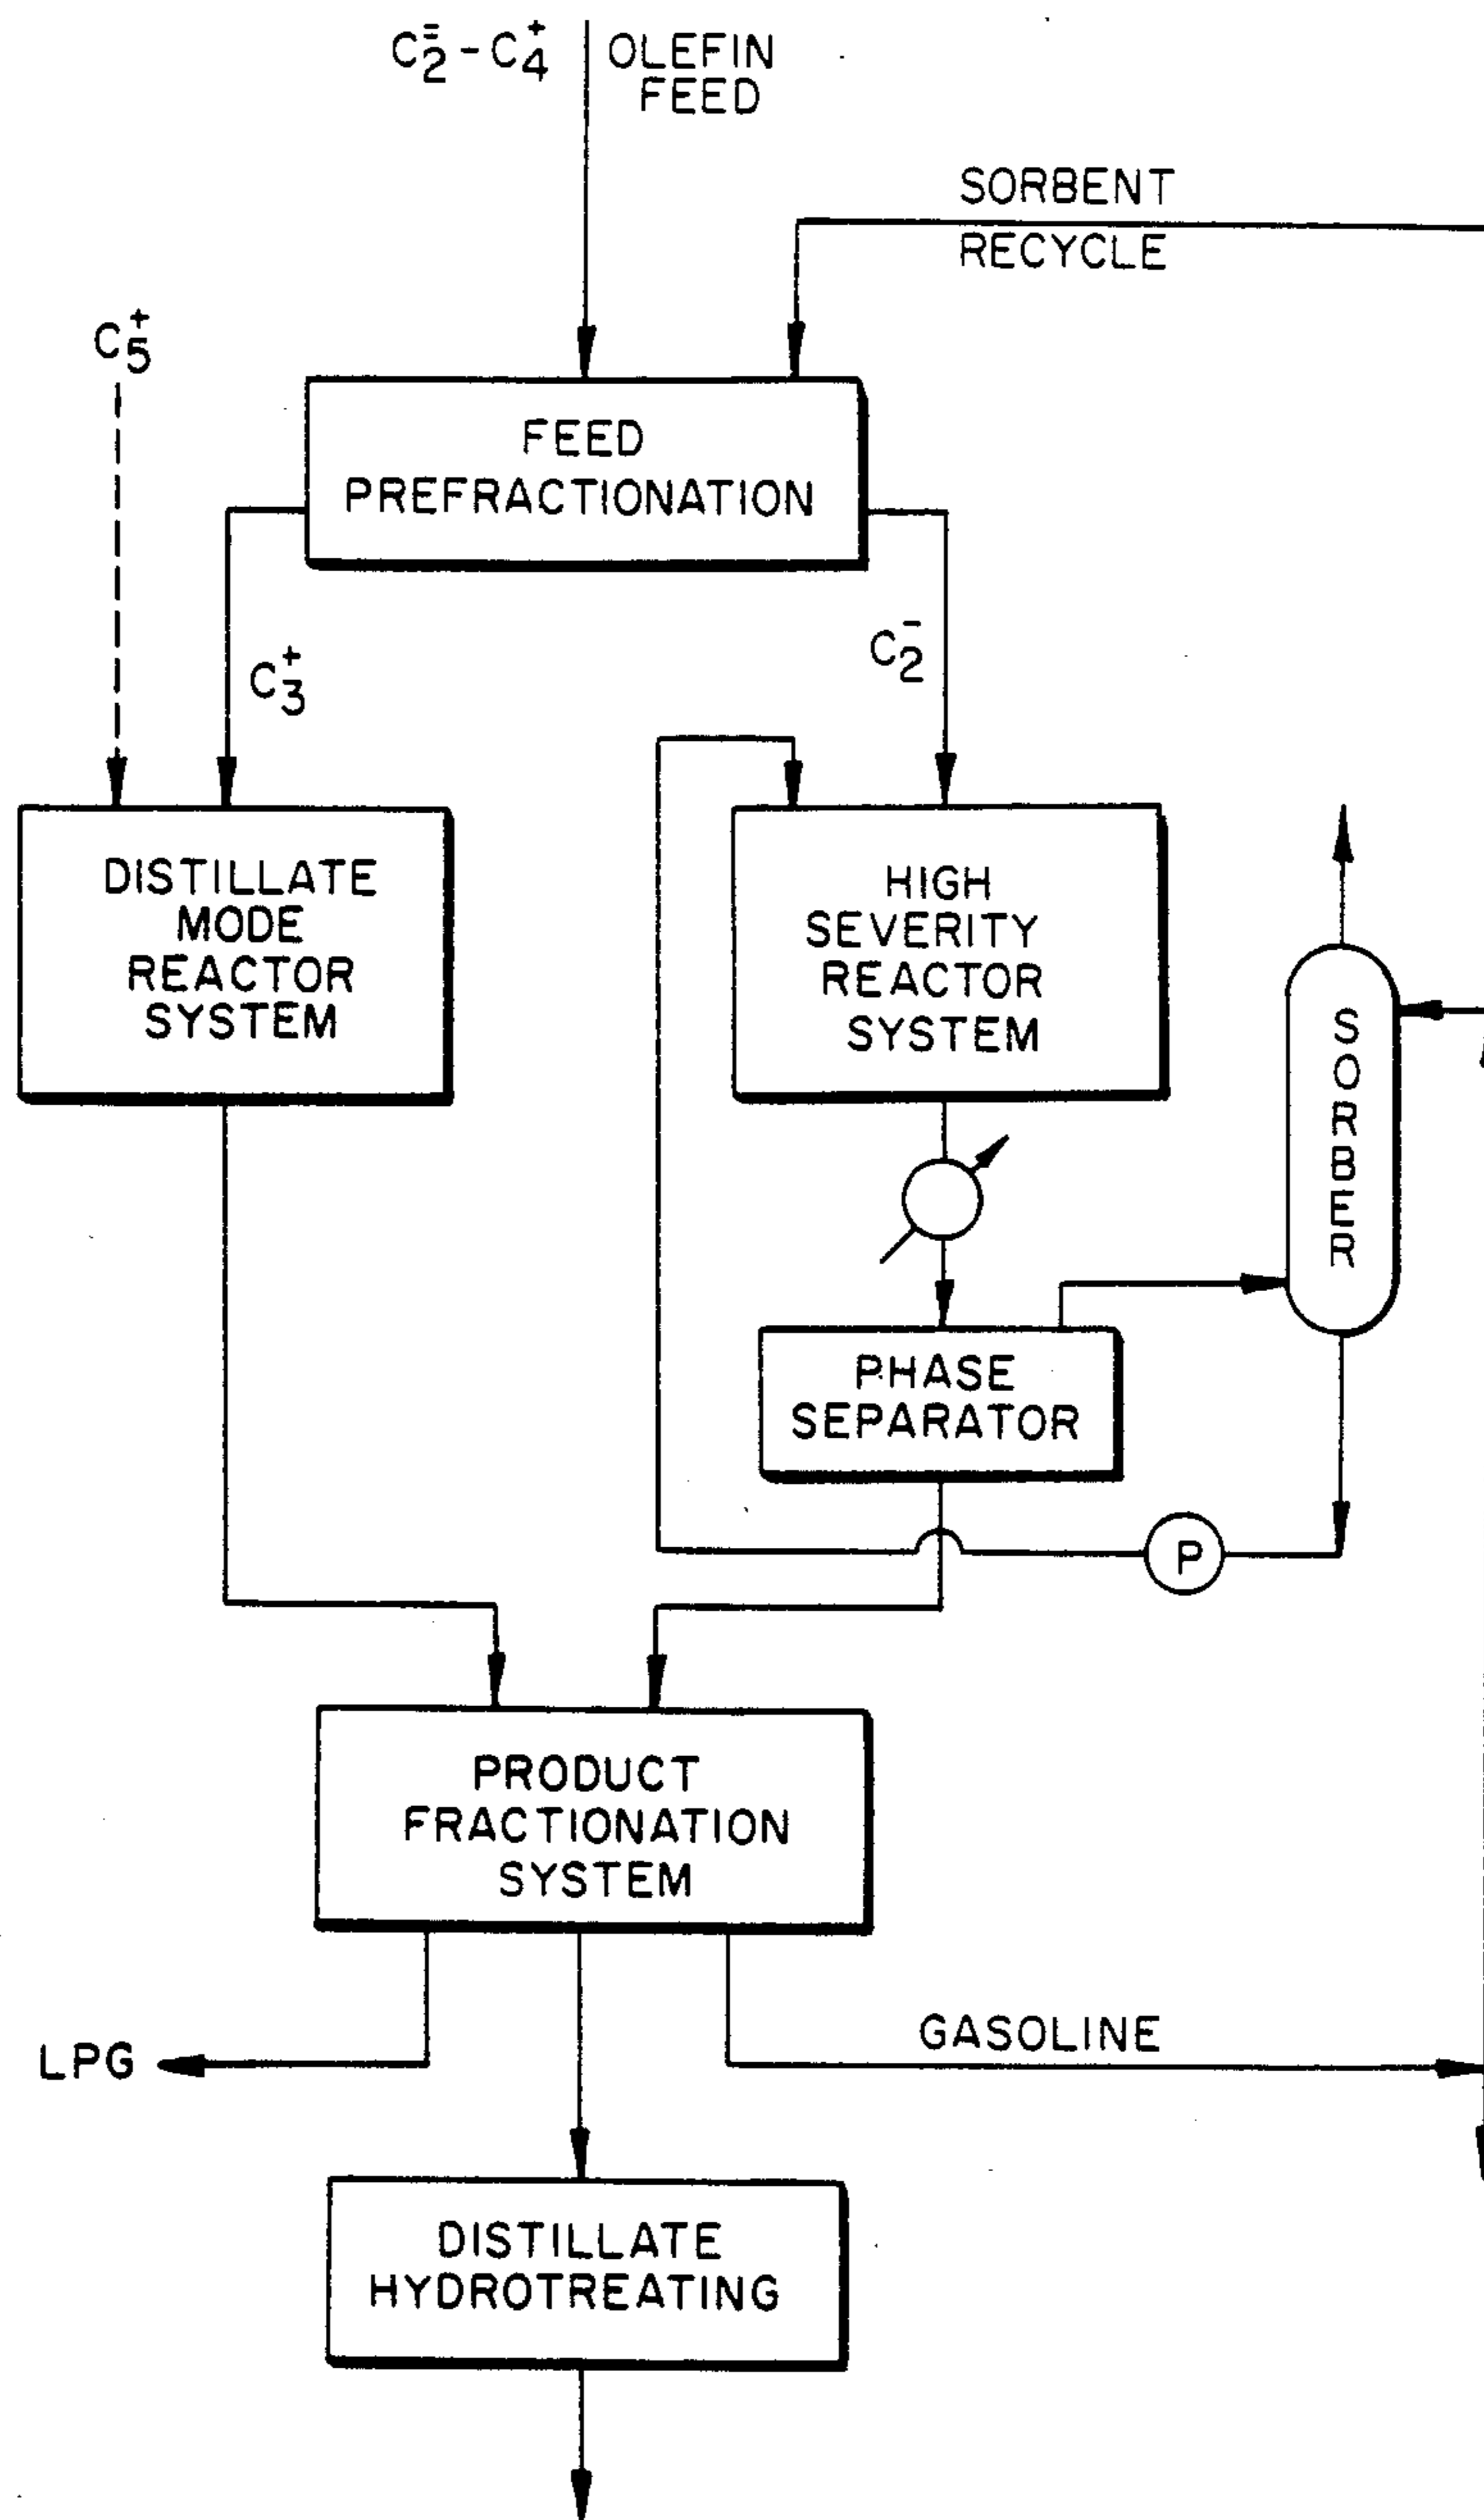 C₂⁼-C₄⁺ OLEFIN
FEED
SORBENT
RECYCLE
C₅⁺
FEED
PREFRACTIONATION
C₃⁺
C₂⁻
DISTILLATE
MODE
REACTOR
SYSTEM
HIGH
SEVERITY
REACTOR
SYSTEM
SORBER
PHASE
SEPARATOR
P
PRODUCT
FRACTIONATION
SYSTEM
GASOLINE
LPG
DISTILLATE
HYDROTREATING